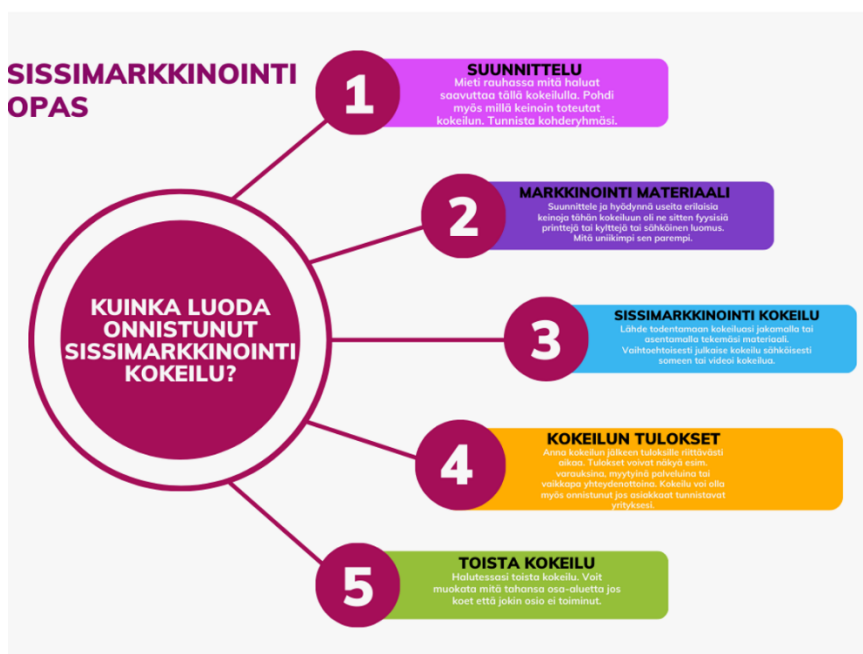 SISSIMARKKINOINTI
OPAS
KUINKA LUODA
ONNISTUNUT
SISSIMARKKINOINTI
KOKEILU?
1
SUUNNITTELU
Mieti rauhassa mitä haluat
saavuttaa tällä kokeilulla. Pohdi
myös millä keinoin toteutat
kokeilun. Tunnista kohderyhmäsi.
2
MARKKINOINTI MATERIAALI
Suunnittele ja hyödynnä useita erilaisia
keinoja tähän kokeiluun oli ne sitten fyysisiä
printtejä tai kylttejä tai sähköinen luomus.
Mitä uniikimpi sen parempi.
3
SISSIMARKKINOINTI KOKEILU
Lähde todentamaan kokeiluasi jakamalla tai
asentamalla tekemäsi materiaali.
Vaihtoehtoisesti julkaise kokeilu sähköisesti
someen tai videoi kokeilua.
4
KOKEILUN TULOKSET
Anna kokeilun jälkeen tuloksille riittävästi
aikaa. Tulokset voivat näkyä esim.
varauksina, myytyinä palveluina tai
vaikkapa yhteydenottoina. Kokeilu voi olla
myös onnistunut jos asiakkaat tunnistavat
yrityksesi.
5
TOISTA KOKEILU
Halutessasi toista kokeilu. Voit
muokata mitä tahansa osa-aluetta jos
koet että jokin osio ei toiminut.